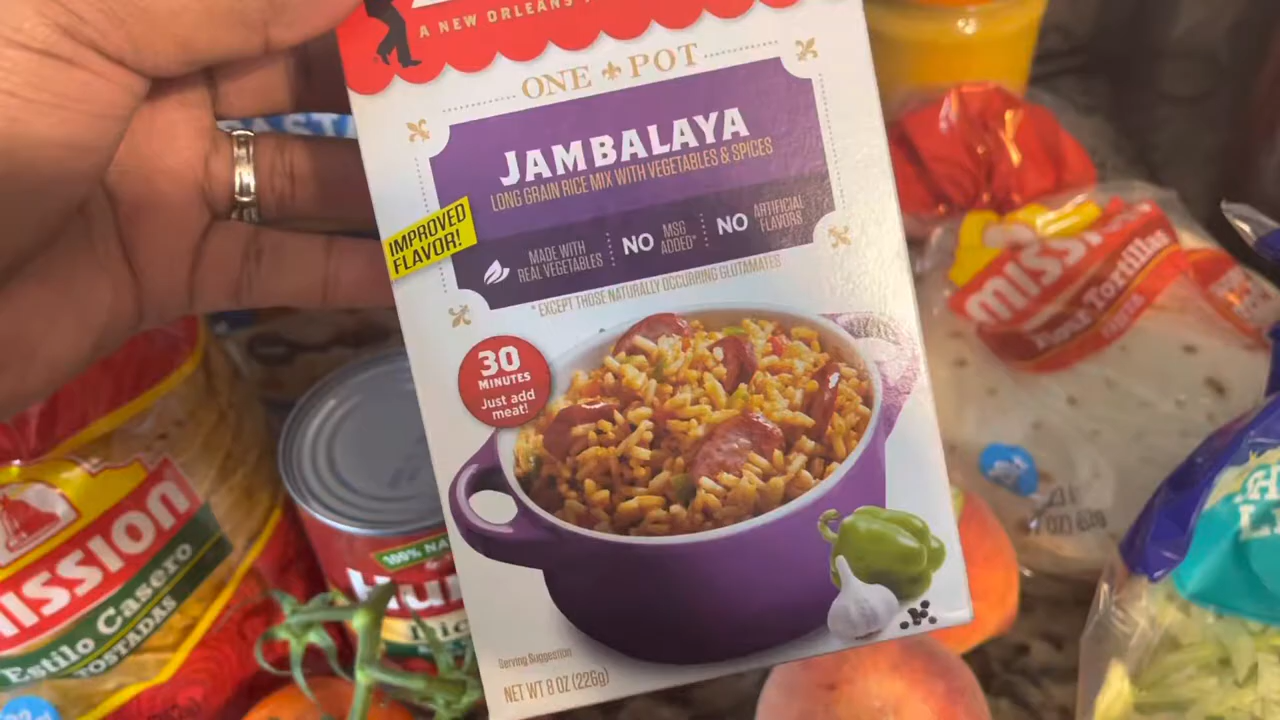 A NEW ORLEANS
ONE POT
JAMBALAYA
LONG GRAIN RICE MIX WITH VEGETABLES & SPICES
IMPROVED
FLAVOR!
MADE WITH
REAL VEGETABLES
NO
MSG
ADDED*
NO
ARTIFICIAL
FLAVORS
* EXCEPT THOSE NATURALLY OCCURRING GLUTAMATES
30
MINUTES
Just add
meat!
Serving Suggestion
NET WT 8 OZ (226g)
MISSION
Estilo Casero
TOSTADAS
100% NA
Hun